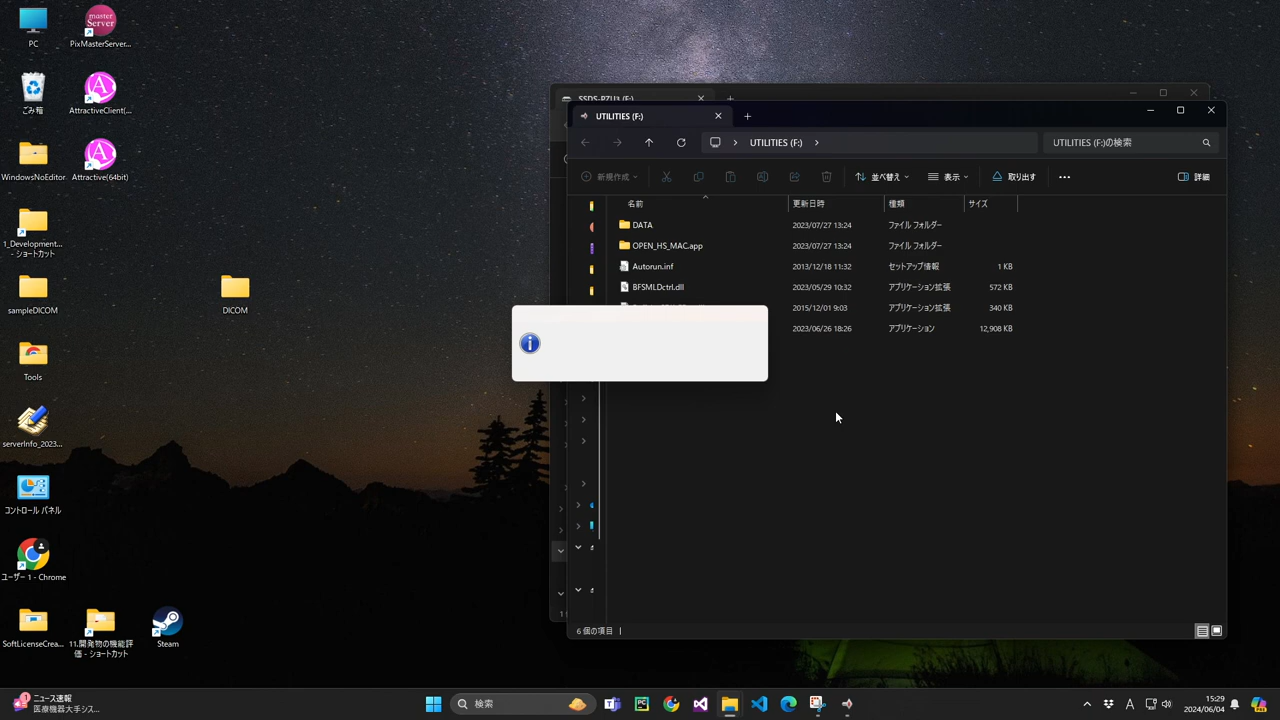 PC
master
Server
PixMasterServer...
ごみ箱
AttractiveClient(...
WindowsNoEditor
Attractive(64bit)
1_Development...
- ショートカット
sampleDICOM
DICOM
Tools
serverInfo_2023...
コントロール パネル
ユーザー 1 - Chrome
SoftLicenseCrea...
11.開発物の機能評
価 - ショートカット
Steam
SSDS-PZU3 (F:)
UTILITIES (F:)
UTILITIES (F:)
UTILITIES (F:)の検索
新規作成
並べ替え
表示
取り出す
詳細
名前
更新日時
種類
サイズ
DATA
2023/07/27 13:24
ファイル フォルダー
OPEN_HS_MAC.app
2023/07/27 13:24
ファイル フォルダー
Autorun.inf
2013/12/18 11:32
セットアップ情報
1 KB
BFSMLDctrl.dll
2023/05/29 10:32
アプリケーション拡張
572 KB
2015/12/01 9:03
アプリケーション拡張
340 KB
2023/06/26 18:26
アプリケーション
12,908 KB
6 個の項目
1
ニュース速報
医療機器大手シス...
検索
A
15:29
2024/06/04